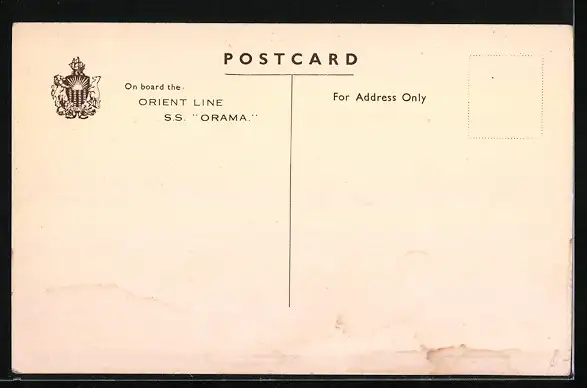 POSTCARD
On board the
ORIENT LINE
S.S. "ORAMA."
For Address Only